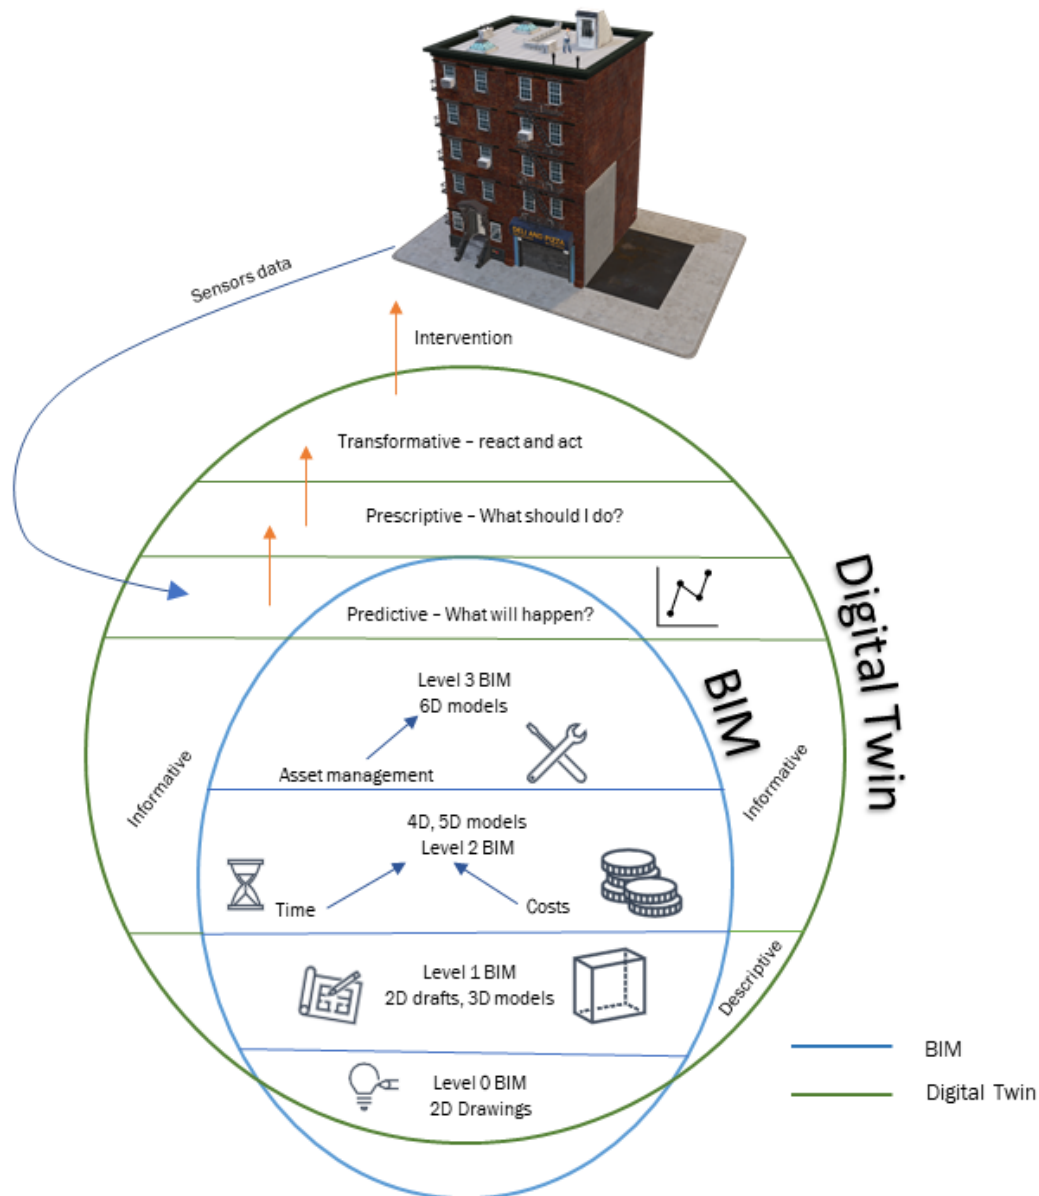 DELI AND PIZZA
Sensors data
Intervention
Transformative – react and act
Prescriptive – What should I do?
Predictive – What will happen?
Digital Twin
BIM
Level 3 BIM
6D models
Asset management
Informative
Informative
4D, 5D models
Level 2 BIM
Time
Costs
Descriptive
Level 1 BIM
2D drafts, 3D models
Level 0 BIM
2D Drawings
BIM
Digital Twin